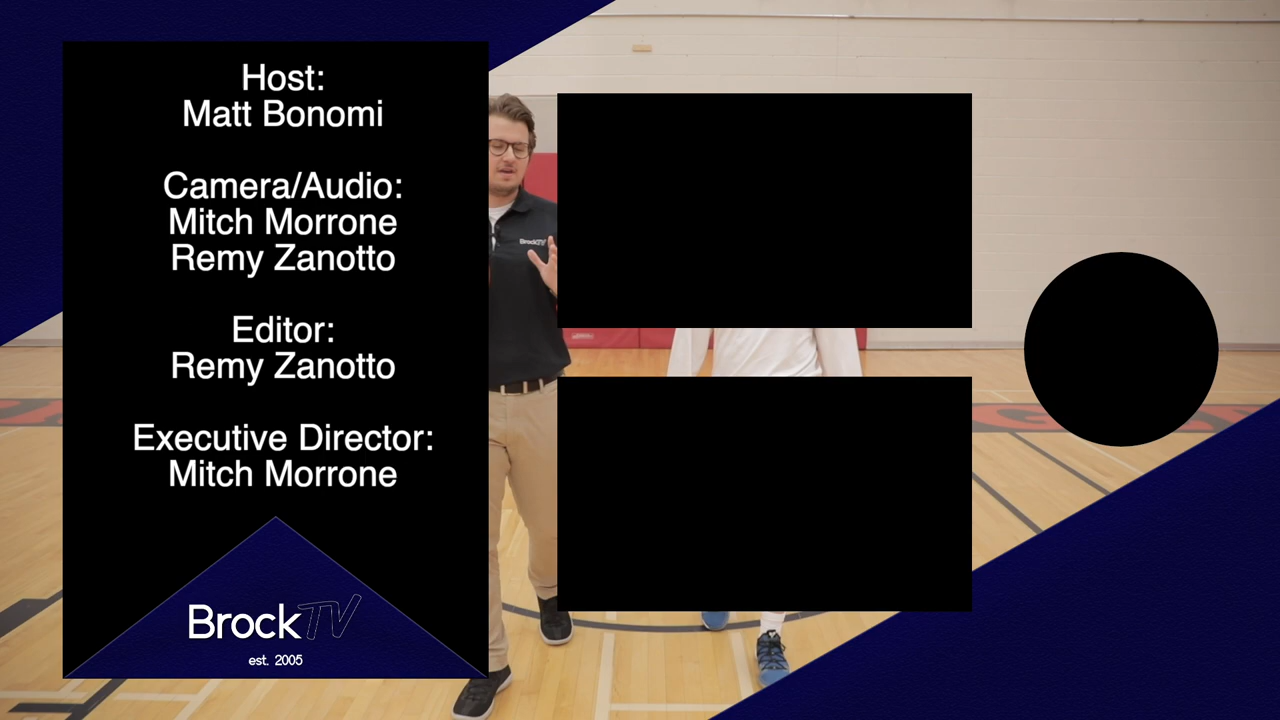 Host:
Matt Bonomi
Camera/Audio:
Mitch Morrone
Remy Zanotto
Editor:
Remy Zanotto
Executive Director:
Mitch Morrone
BrockTV
est. 2005
BrockTV